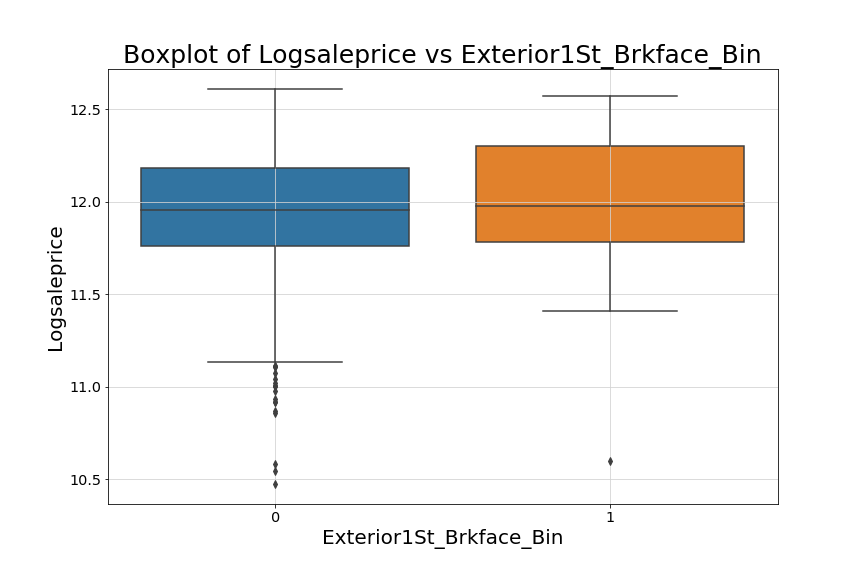 Boxplot of Logsaleprice vs Exterior1St_Brkface_Bin
12.5
12.0
11.5
11.0
10.5
Logsaleprice
0
1
Exterior1St_Brkface_Bin